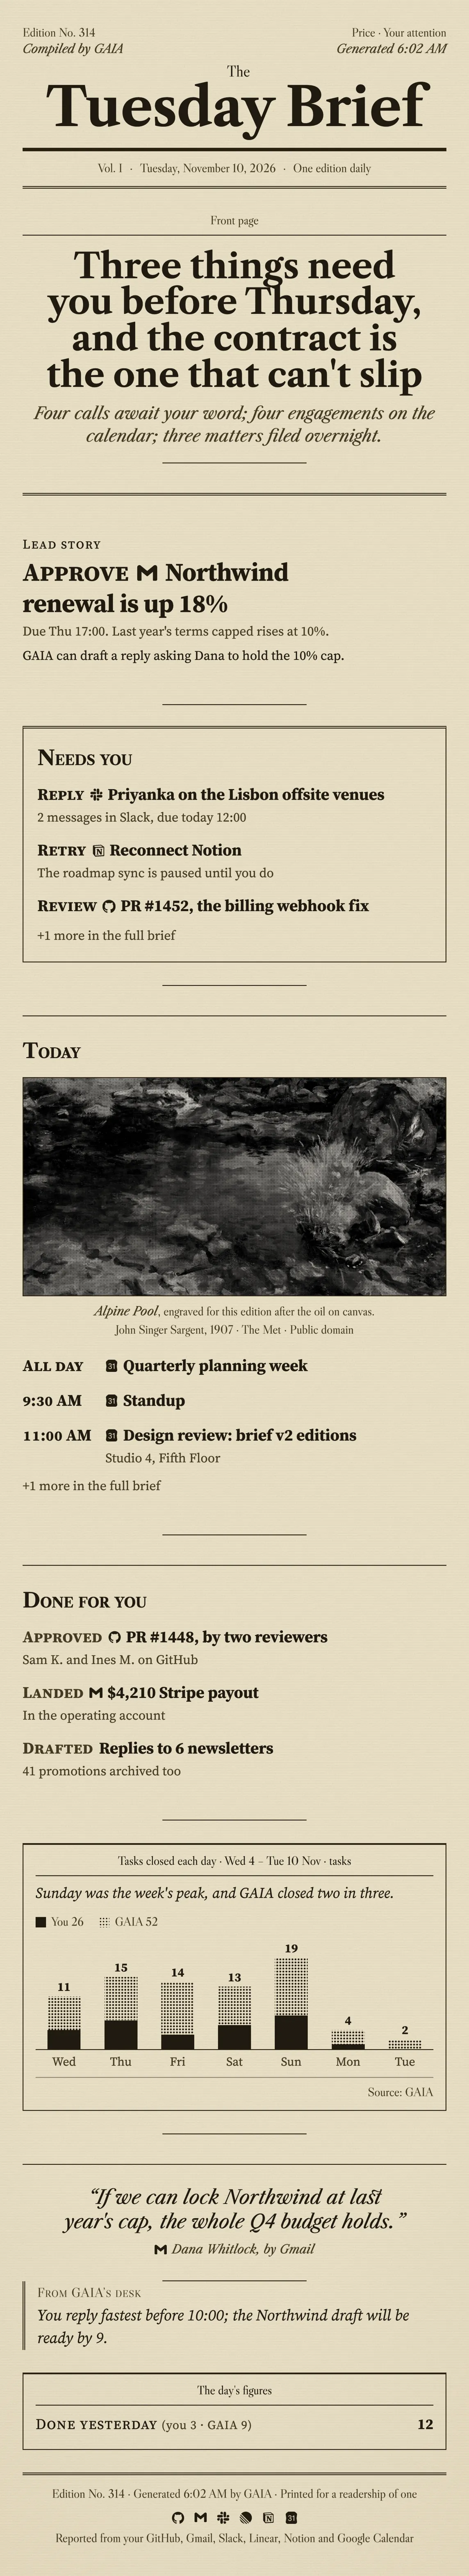 Edition No. 314
Price · Your attention
Compiled by GAIA
Generated 6:02 AM
The
Tuesday Brief
Vol. I · Tuesday, November 10, 2026 · One edition daily
Front page
Three things need
you before Thursday,
and the contract is
the one that can't slip
Four calls await your word; four engagements on the
calendar; three matters filed overnight.
LEAD STORY
APPROVE Northwind
renewal is up 18%
Due Thu 17:00. Last year's terms capped rises at 10%.
GAIA can draft a reply asking Dana to hold the 10% cap.
NEEDS YOU
REPLY Priyanka on the Lisbon offsite venues
2 messages in Slack, due today 12:00
RETRY Reconnect Notion
The roadmap sync is paused until you do
REVIEW PR #1452, the billing webhook fix
+1 more in the full brief
TODAY
Alpine Pool, engraved for this edition after the oil on canvas.
John Singer Sargent, 1907 · The Met · Public domain
ALL DAY 31 Quarterly planning week
9:30 AM 31 Standup
11:00 AM 31 Design review: brief v2 editions
Studio 4, Fifth Floor
+1 more in the full brief
DONE FOR YOU
APPROVED PR #1448, by two reviewers
Sam K. and Ines M. on GitHub
LANDED $4,210 Stripe payout
In the operating account
DRAFTED Replies to 6 newsletters
41 promotions archived too
Tasks closed each day · Wed 4 – Tue 10 Nov · tasks
Sunday was the week's peak, and GAIA closed two in three.
You 26 GAIA 52
11 15 14 13 19 4 2
Wed Thu Fri Sat Sun Mon Tue
Source: GAIA
“If we can lock Northwind at last
year's cap, the whole Q4 budget holds.”
Dana Whitlock, by Gmail
FROM GAIA'S DESK
You reply fastest before 10:00; the Northwind draft will be
ready by 9.
The day's figures
DONE YESTERDAY (you 3 · GAIA 9) 12
Edition No. 314 · Generated 6:02 AM by GAIA · Printed for a readership of one
31
Reported from your GitHub, Gmail, Slack, Linear, Notion and Google Calendar